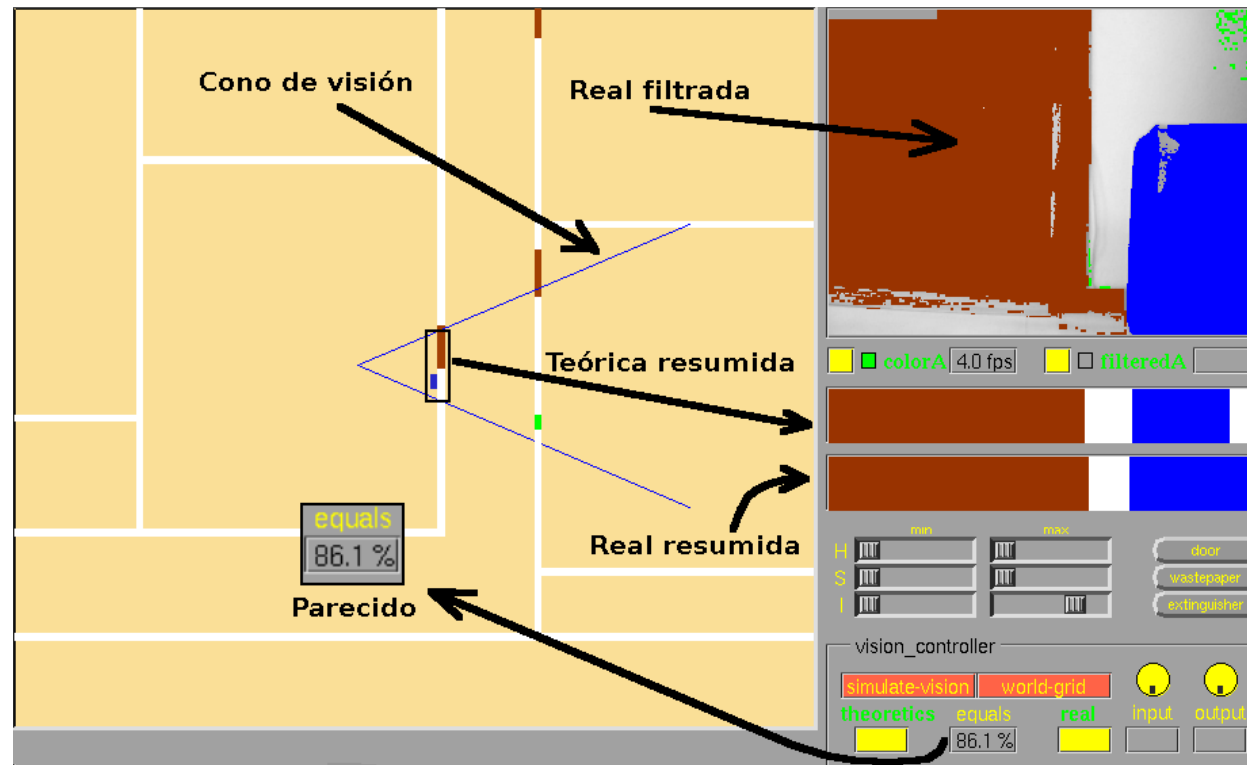 Cono de visión
Real filtrada
Teórica resumida
Real resumida
equals
86.1 %
Parecido
colorA
4.0 fps
filteredA
min
max
H
S
I
door
wastepaper
extinguisher
vision_controller
simulate-vision
world-grid
theoretics
equals
real
input
output
86.1 %